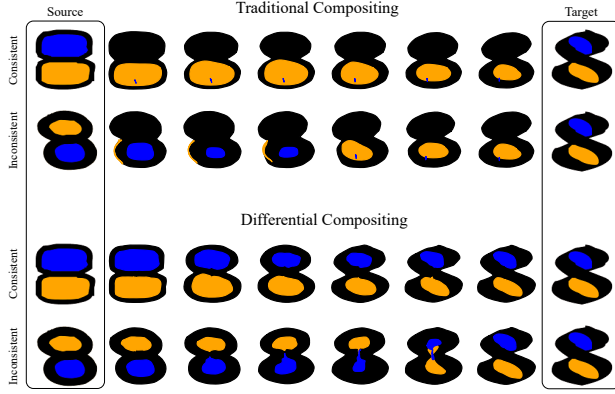 Traditional Compositing
Source
Target
Consistent
Inconsistent
Differential Compositing
Consistent
Inconsistent